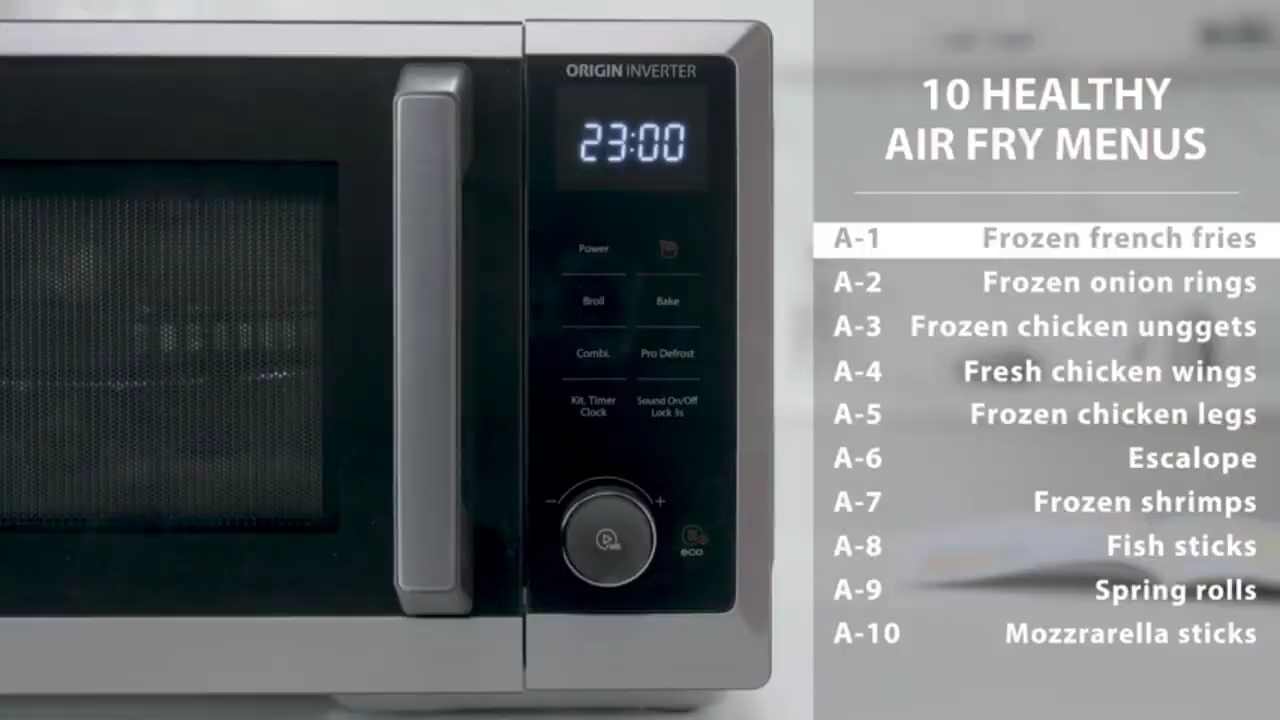 ORIGIN INVERTER
23:00
Power
Broil
Bake
Combi.
Pro Defrost
Kit. Timer
Clock
Sound On/Off
Lock 3s
−
+
eco
10 HEALTHY
AIR FRY MENUS
A-1 Frozen french fries
A-2 Frozen onion rings
A-3 Frozen chicken unggets
A-4 Fresh chicken wings
A-5 Frozen chicken legs
A-6 Escalope
A-7 Frozen shrimps
A-8 Fish sticks
A-9 Spring rolls
A-10 Mozzrarella sticks